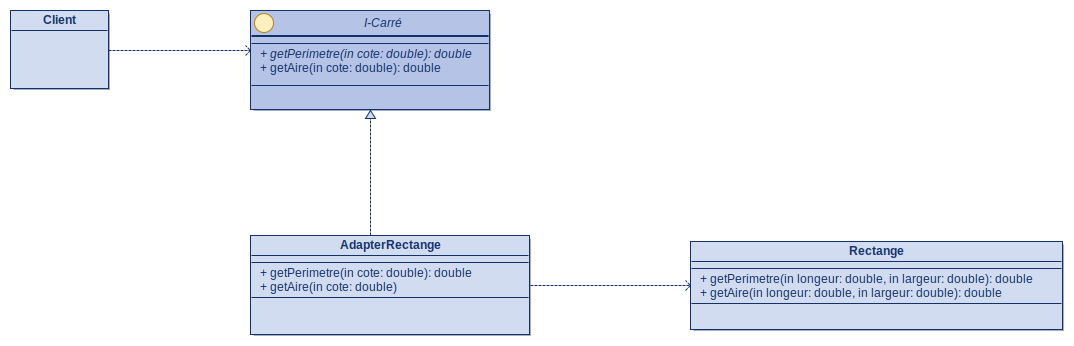 Client
I-Carré
+ getPerimetre(in cote: double): double
+ getAire(in cote: double): double
AdapterRectange
+ getPerimetre(in cote: double): double
+ getAire(in cote: double)
Rectange
+ getPerimetre(in longeur: double, in largeur: double): double
+ getAire(in longeur: double, in largeur: double): double